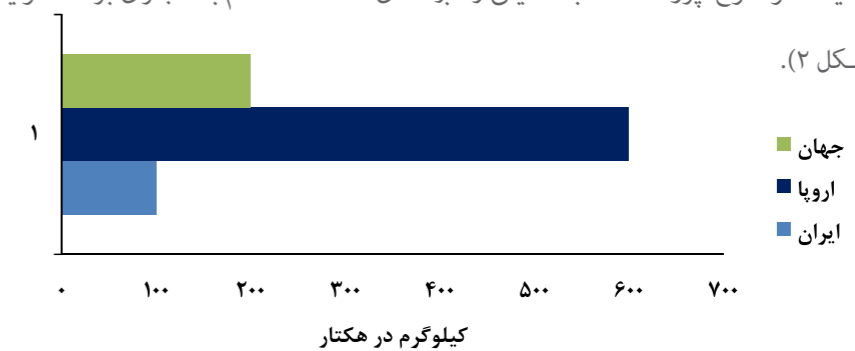 شکل ۲).
۱
جهان
اروپا
ایران
۰ ۱۰۰ ۲۰۰ ۳۰۰ ۴۰۰ ۵۰۰ ۶۰۰ ۷۰۰
کیلوگرم در هکتار